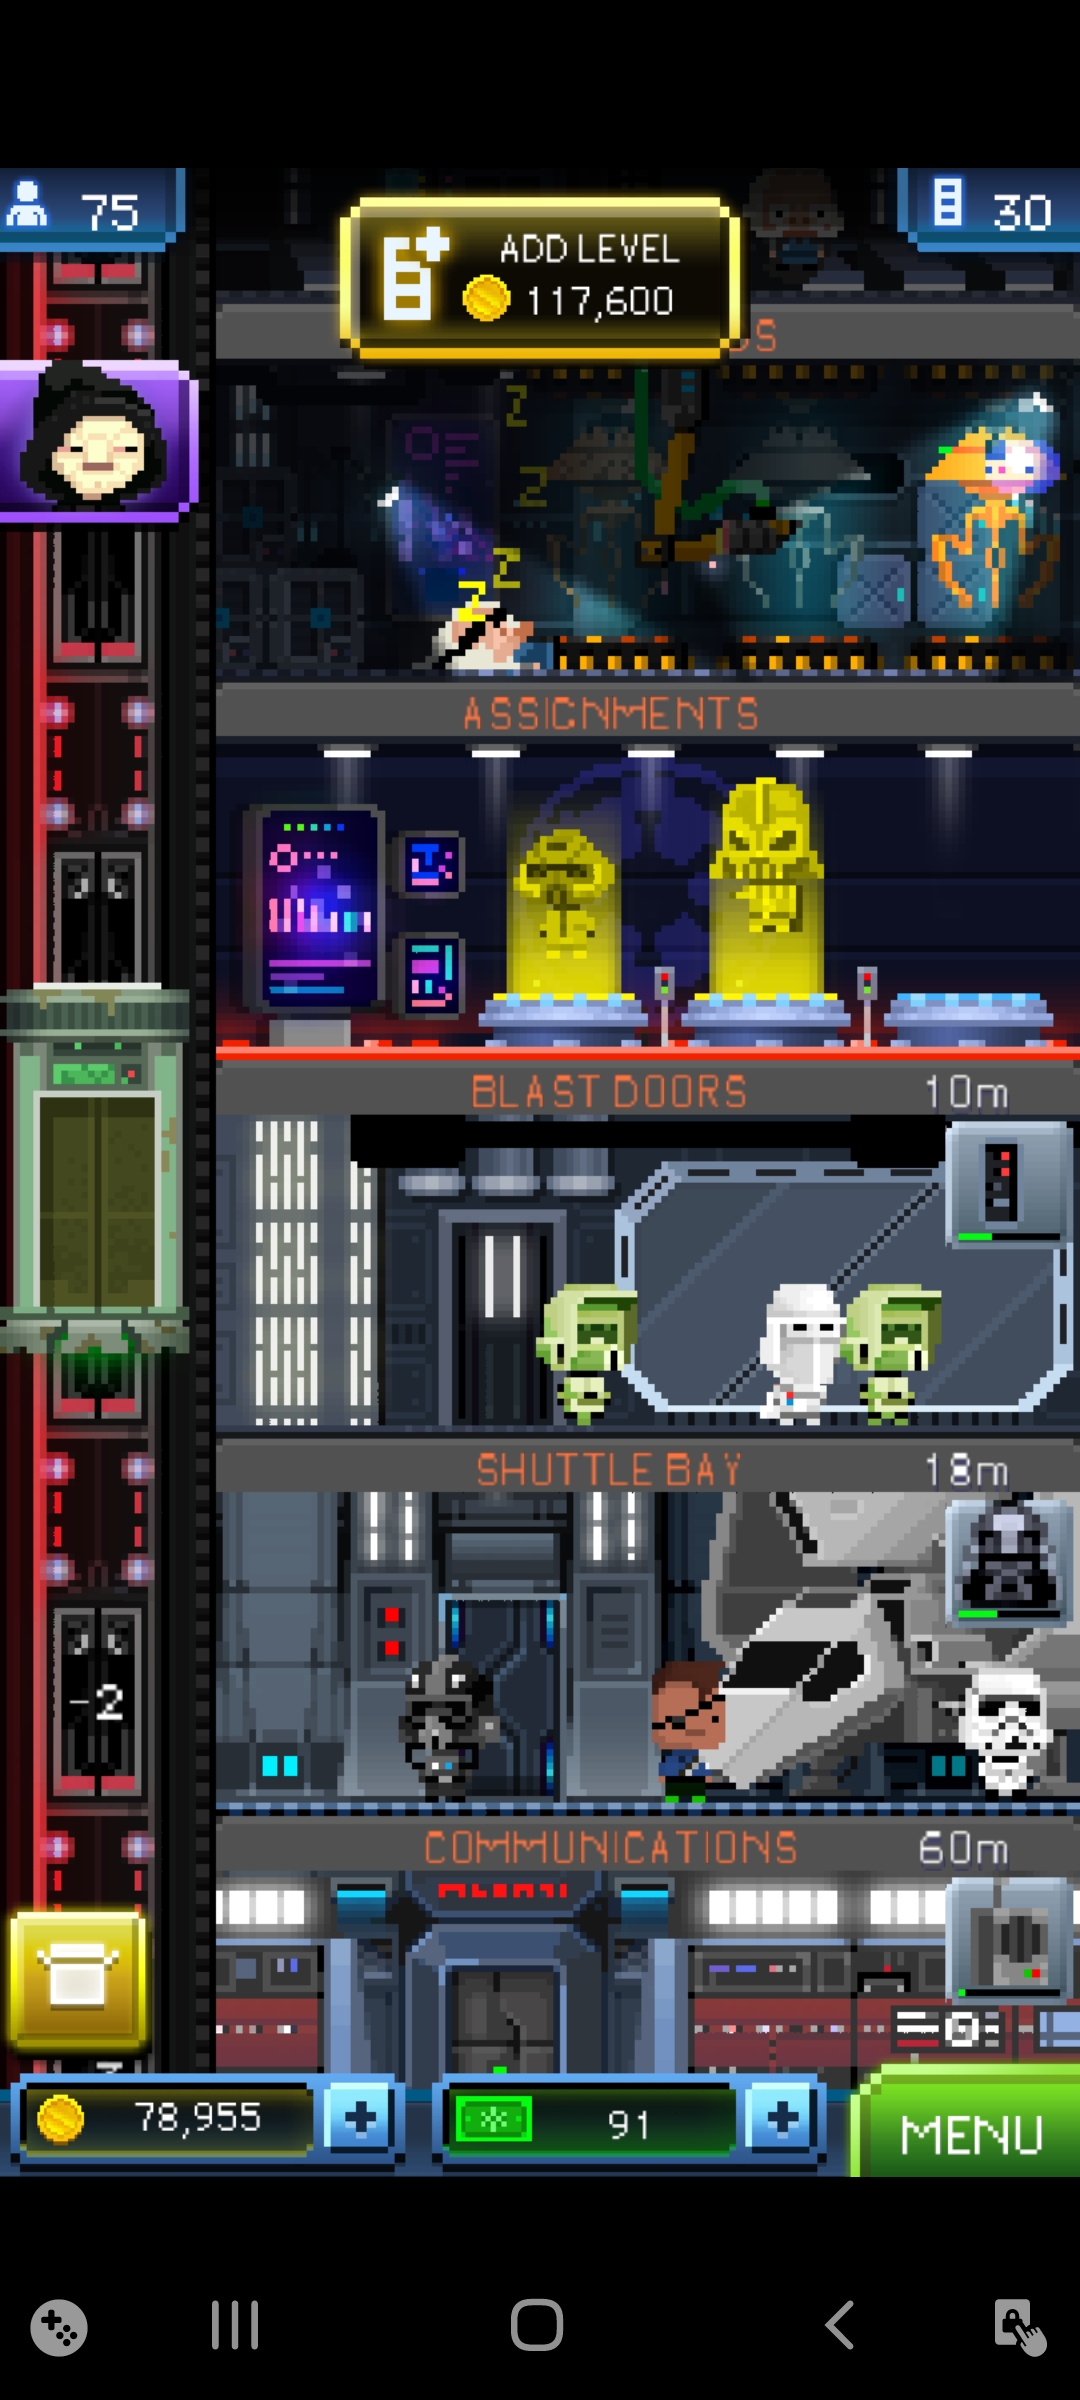 75
ADD LEVEL
117,600
30
DS
Z
Z
Z
Z
ASSIGNMENTS
BLAST DOORS 10m
SHUTTLE BAY 18m
-2
COMMUNICATIONS 60m
78,955 +
91 +
MENU